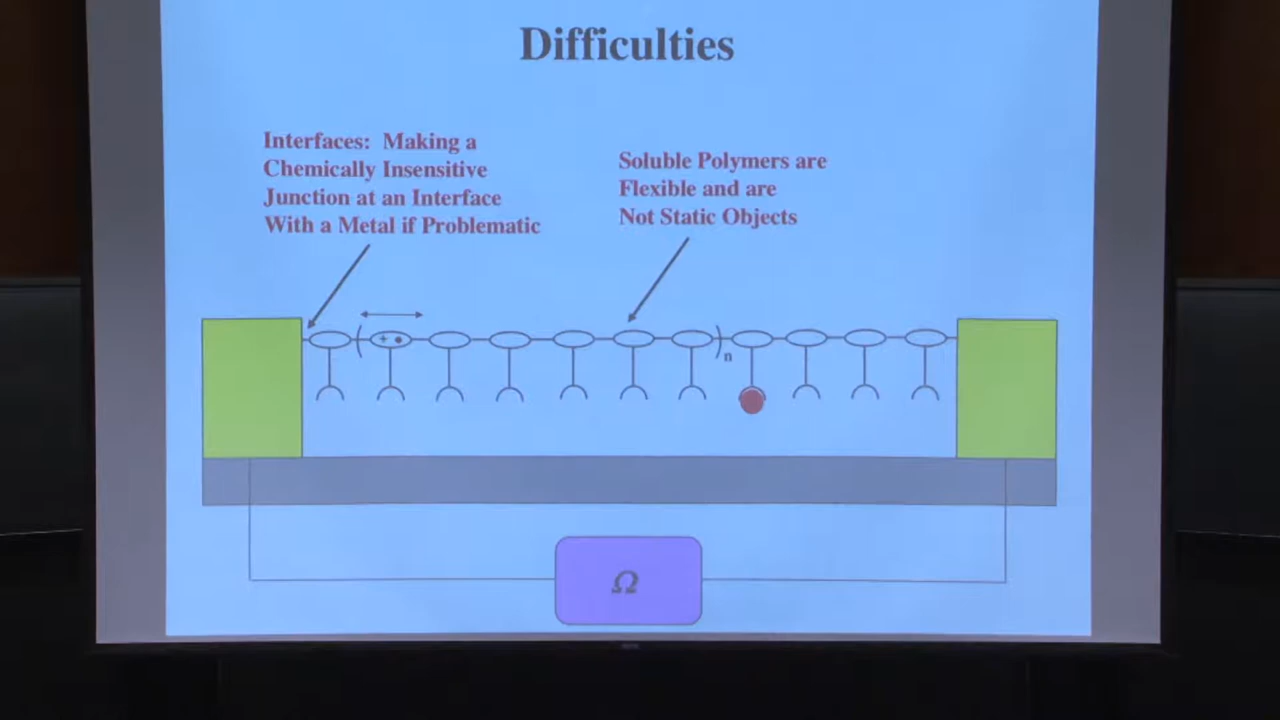 Difficulties
Interfaces: Making a
Chemically Insensitive
Junction at an Interface
With a Metal if Problematic
Soluble Polymers are
Flexible and are
Not Static Objects
+ •
n
Ω